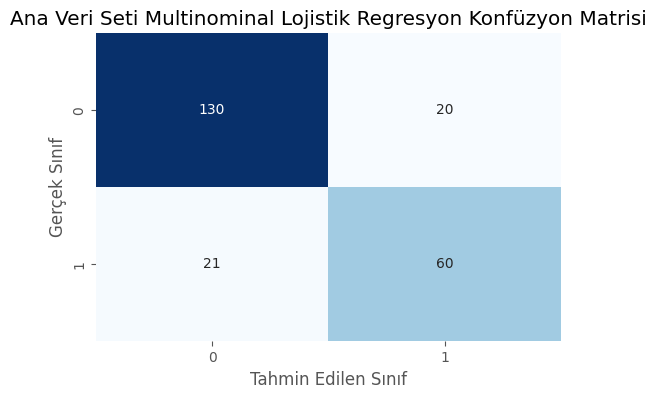 Ana Veri Seti Multinominal Lojistik Regresyon Konfüzyon Matrisi
Gerçek Sınıf
0
130
20
1
21
60
0
1
Tahmin Edilen Sınıf